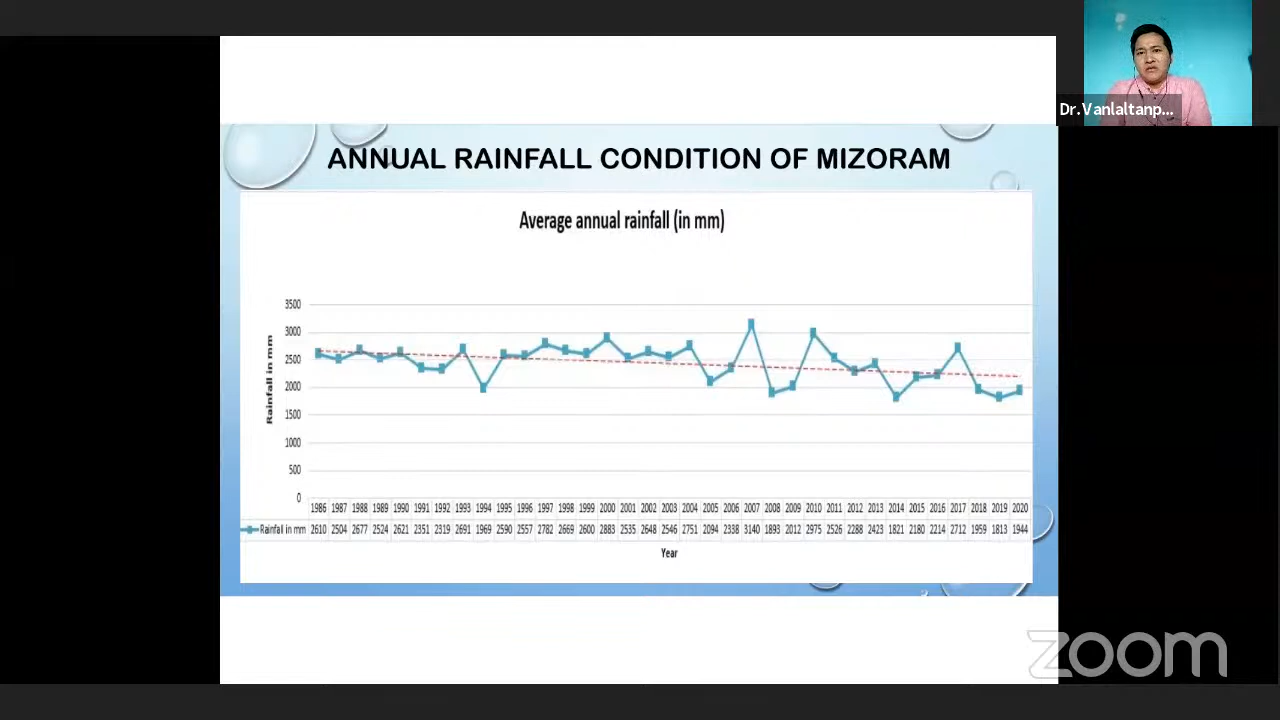 Dr.Vanlaltanp...
ANNUAL RAINFALL CONDITION OF MIZORAM
Average annual rainfall (in mm)
Rainfall in mm
3500
3000
2500
2000
1500
1000
500
0
1986 1987 1988 1989 1990 1991 1992 1993 1994 1995 1996 1997 1998 1999 2000 2001 2002 2003 2004 2005 2006 2007 2008 2009 2010 2011 2012 2013 2014 2015 2016 2017 2018 2019 2020
Rainfall in mm 2610 2504 2677 2524 2621 2351 2319 2691 1969 2590 2557 2782 2669 2600 2883 2535 2648 2546 2751 2094 2338 3140 1893 2012 2975 2526 2288 2423 1821 2180 2214 2712 1959 1813 1944
Year
zoom